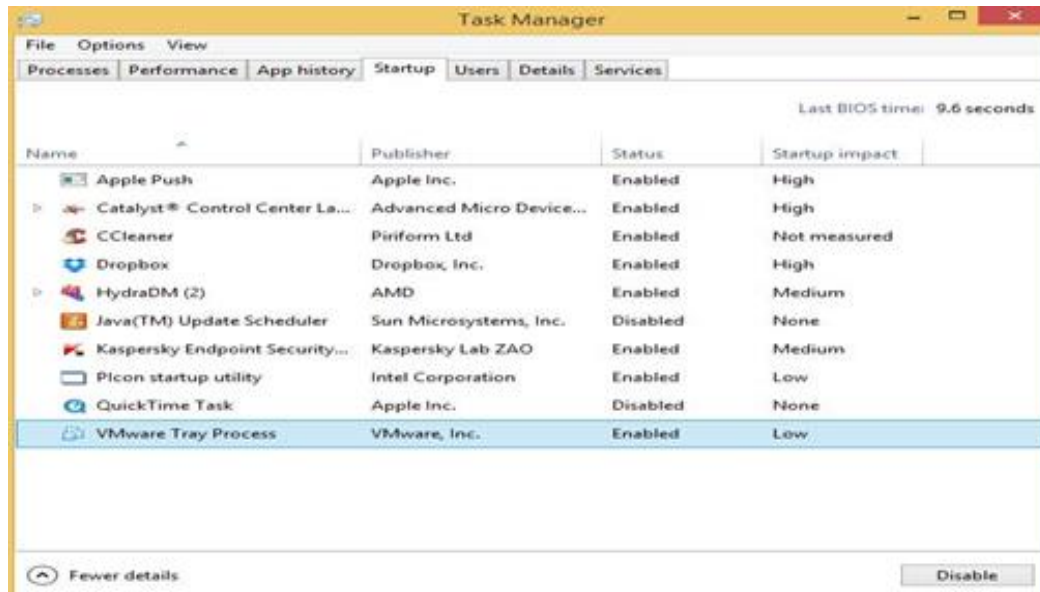 Task Manager
File Options View
Processes Performance App history Startup Users Details Services
Last BIOS time: 9.6 seconds
Name Publisher Status Startup impact
Apple Push Apple Inc. Enabled High
Catalyst® Control Center La... Advanced Micro Device... Enabled High
CCleaner Piriform Ltd Enabled Not measured
Dropbox Dropbox, Inc. Enabled High
HydraDM (2) AMD Enabled Medium
Java(TM) Update Scheduler Sun Microsystems, Inc. Disabled None
Kaspersky Endpoint Security... Kaspersky Lab ZAO Enabled Medium
PIcon startup utility Intel Corporation Enabled Low
QuickTime Task Apple Inc. Disabled None
VMware Tray Process VMware, Inc. Enabled Low
Fewer details Disable